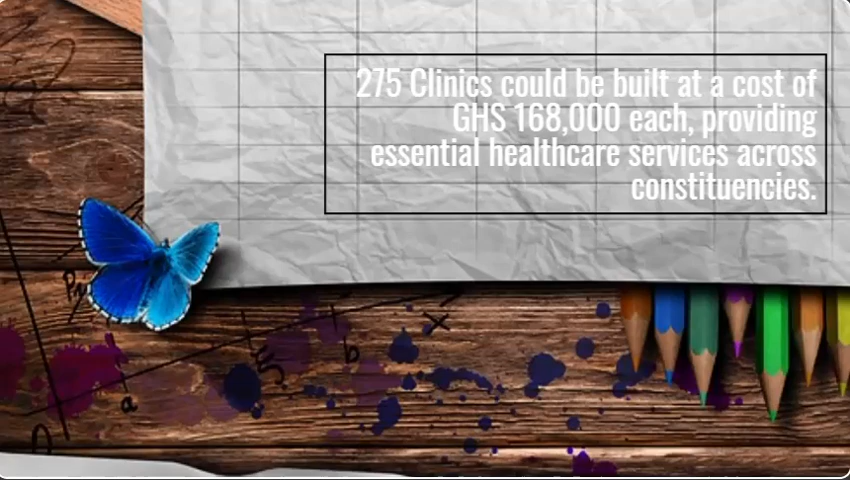 275 Clinics could be built at a cost of
GHS 168,000 each, providing
essential healthcare services across
constituencies.
x
b
a